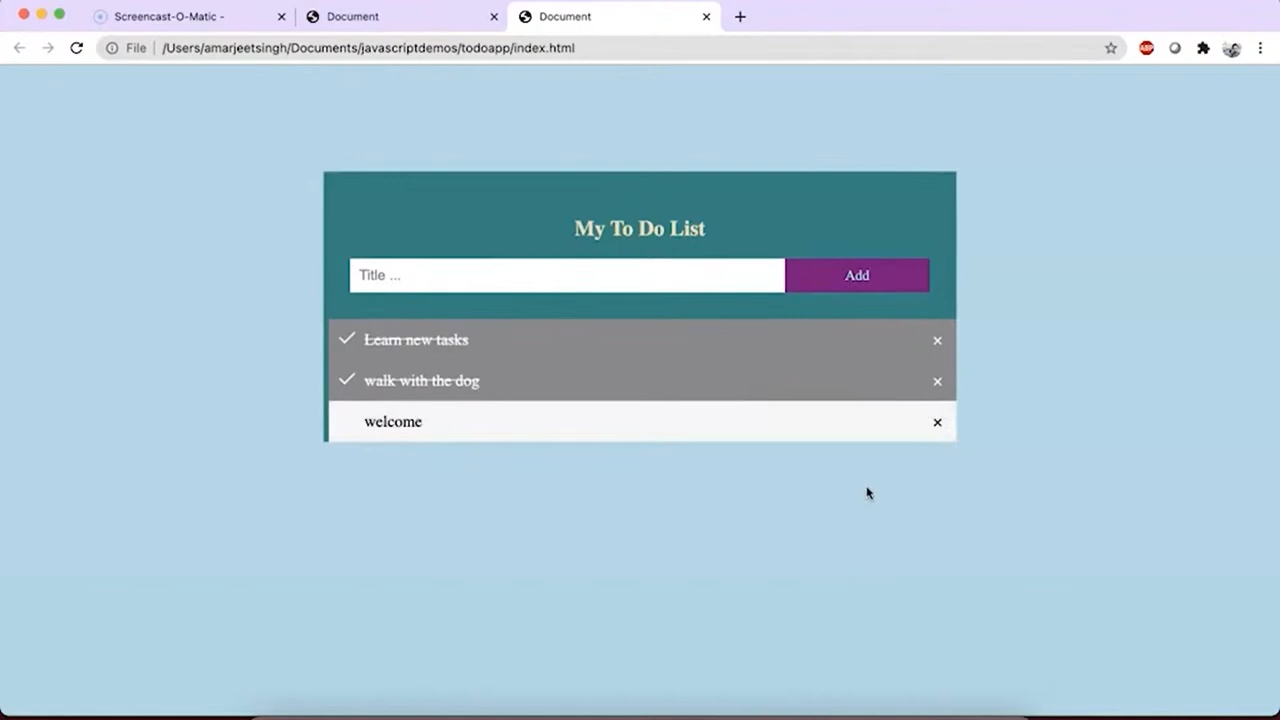 Screencast-O-Matic -
Document
Document
File
/Users/amarjeetsingh/Documents/javascriptdemos/todoapp/index.html
ABP
My To Do List
Title ...
Add
Learn new tasks
walk with the dog
welcome